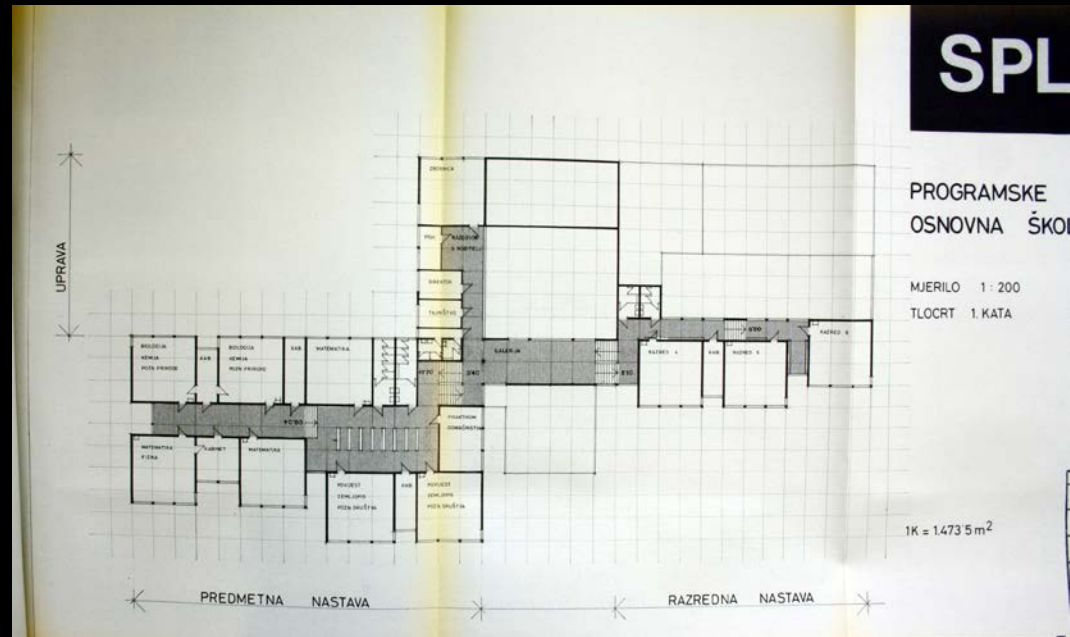 SPL
PROGRAMSKE
OSNOVNA ŠKOL
MJERILO 1:200
TLOCRT 1. KATA
1K = 1.473'5 m²
UPRAVA
ZBORNICA
DIREKTOR
TAJNIŠTVO
GALERIJA
BIOLOGIJA
KEMIJA
POZN. PRIRODE
KAB
BIOLOGIJA
KEMIJA
POZN. PRIRODE
KAB
MATEMATIKA
MATEMATIKA
FIZIKA
KABINET
MATEMATIKA
POVIJEST
ZEMLJOPIS
POZN. DRUŠTVA
KAB
POVIJEST
ZEMLJOPIS
POZN. DRUŠTVA
RAZRED 4
KAB
RAZRED 5
RAZRED 6
PREDMETNA NASTAVA
RAZREDNA NASTAVA